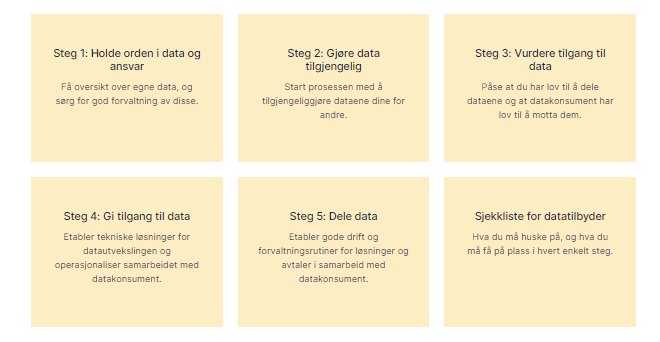 Steg 1: Holde orden i data og
ansvar
Få oversikt over egne data, og
sørg for god forvaltning av disse.
Steg 2: Gjøre data
tilgjengelig
Start prosessen med å
tilgjengeliggjøre dataene dine for
andre.
Steg 3: Vurdere tilgang til
data
Påse at du har lov til å dele
dataene og at datakonsument har
lov til å motta dem.
Steg 4: Gi tilgang til data
Etabler tekniske løsninger for
datautvekslingen og
operasjonaliser samarbeidet med
datakonsument.
Steg 5: Dele data
Etabler gode drift og
forvaltningsrutiner for løsninger og
avtaler i samarbeid med
datakonsument.
Sjekkliste for datatilbyder
Hva du må huske på, og hva du
må få på plass i hvert enkelt steg.